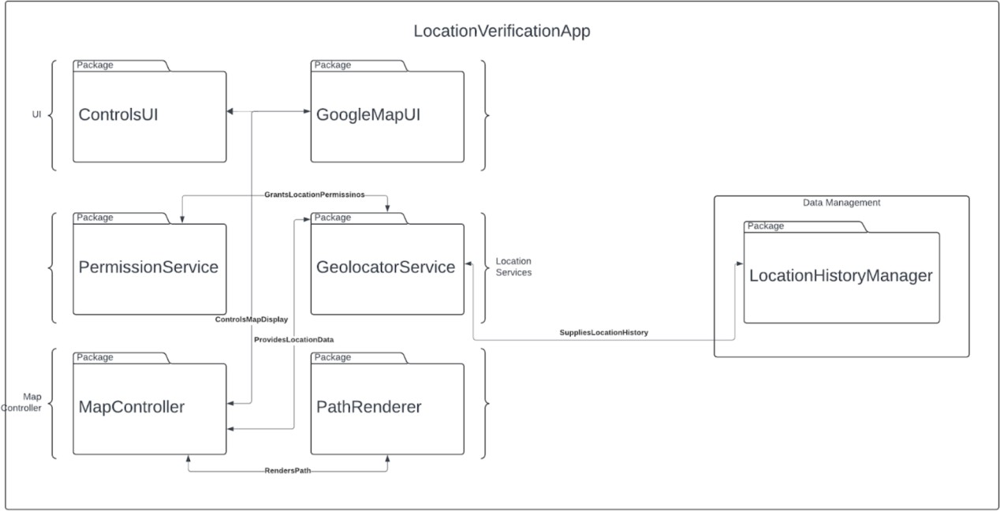 LocationVerificationApp
Package
Package
UI
ControlsUI
GoogleMapUI
GrantsLocationPermissinos
Data Management
Package
Package
Package
PermissionService
GeolocatorService
Location
Services
LocationHistoryManager
ControlsMapDisplay
SuppliesLocationHistory
ProvidesLocationData
Package
Package
Map
Controller
MapController
PathRenderer
RendersPath